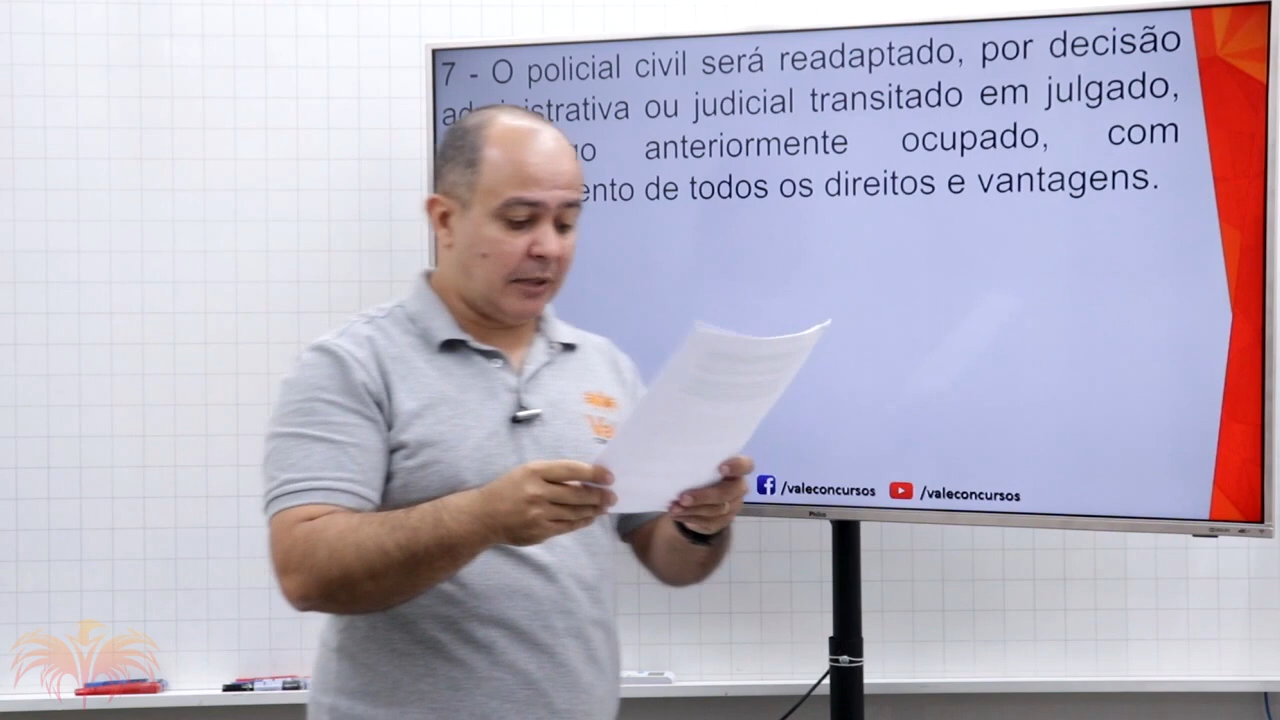 7 - O policial civil será readaptado, por decisão
ou judicial transitado em julgado,
anteriormente ocupado, com
de todos os direitos e vantagens.
/valeconcursos /valeconcursos
Philco